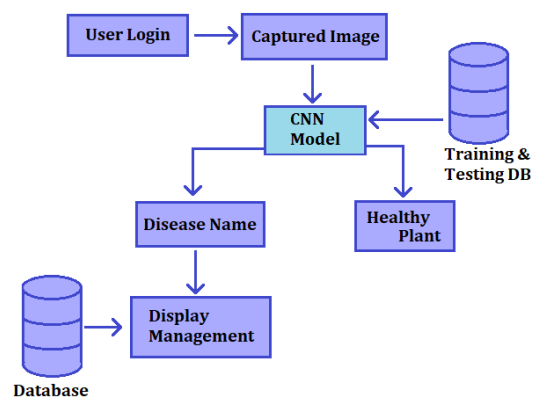 User Login
Captured Image
CNN
Model
Training &
Testing DB
Disease Name
Healthy
Plant
Display
Management
Database